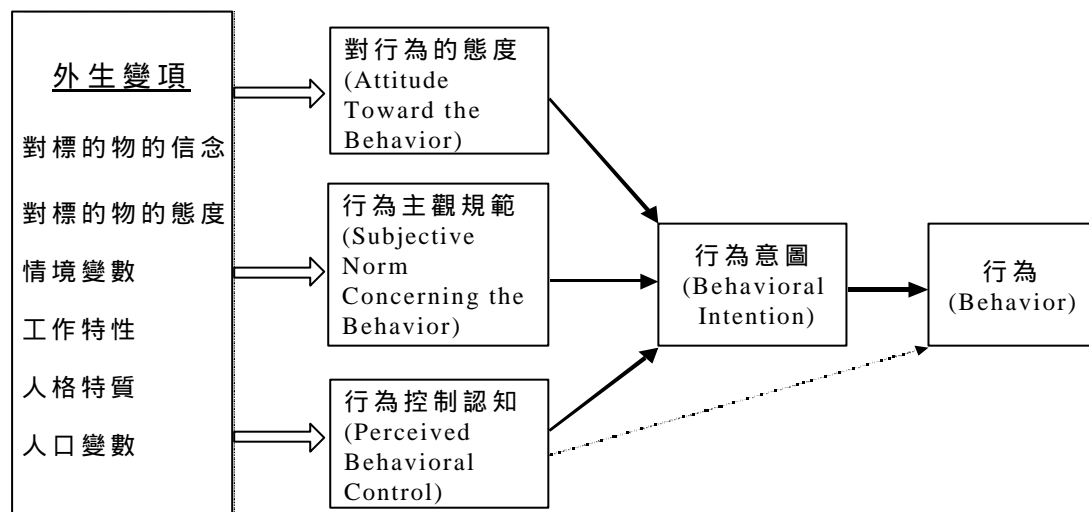 外生變項
對標的物的信念
對標的物的態度
情境變數
工作特性
人格特質
人口變數
對行為的態度
(Attitude
Toward the
Behavior)
行為主觀規範
(Subjective
Norm
Concerning the
Behavior)
行為控制認知
(Perceived
Behavioral
Control)
行為意圖
(Behavioral
Intention)
行為
(Behavior)